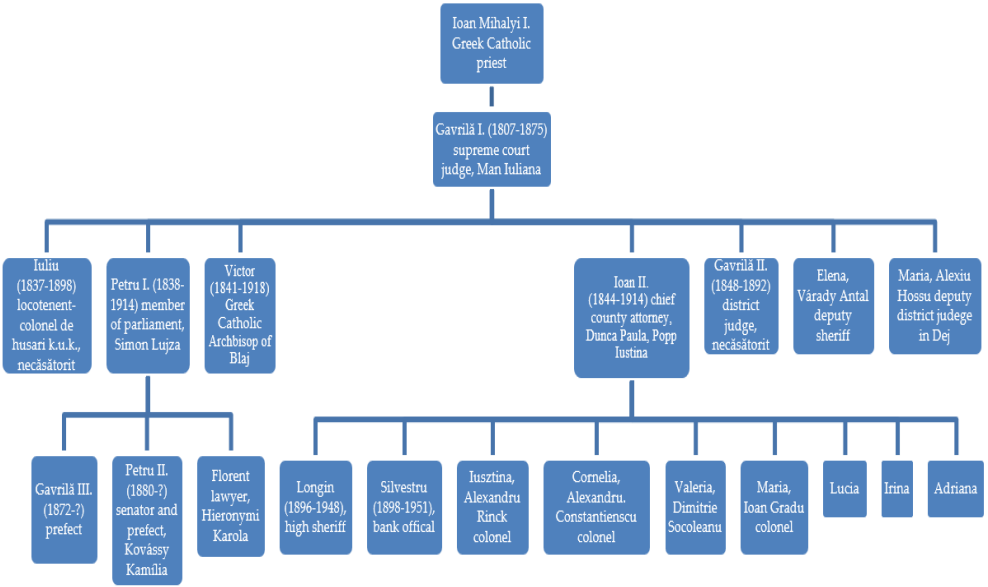 Ioan Mihalyi I.
Greek Catholic
priest
Gavrilă I. (1807-1875)
supreme court
judge, Man Iuliana
Iuliu
(1837-1898)
locotenent-
colonel de
husari k.u.k.,
necăsătorit
Petru I. (1838-
1914) member
of parliament,
Simon Lujza
Victor
(1841-1918)
Greek
Catholic
Archbisop of
Blaj
Ioan II.
(1844-1914) chief
county attorney,
Dunca Paula, Popp
Iustina
Gavrilă II.
(1848-1892)
district
judge,
necăsătorit
Elena,
Várady Antal
deputy
sheriff
Maria, Alexiu
Hossu deputy
district judege
in Dej
Gavrilă III.
(1872-?)
prefect
Petru II.
(1880-?)
senator and
prefect,
Kovássy
Kamília
Florent
lawyer,
Hieronymi
Karola
Longin
(1896-1948),
high sheriff
Silvestru
(1898-1951),
bank offical
Iusztina,
Alexandru
Rinck
colonel
Cornelia,
Alexandru.
Constantienscu
colonel
Valeria,
Dimitrie
Socoleanu
Maria,
Ioan Gradu
colonel
Lucia
Irina
Adriana